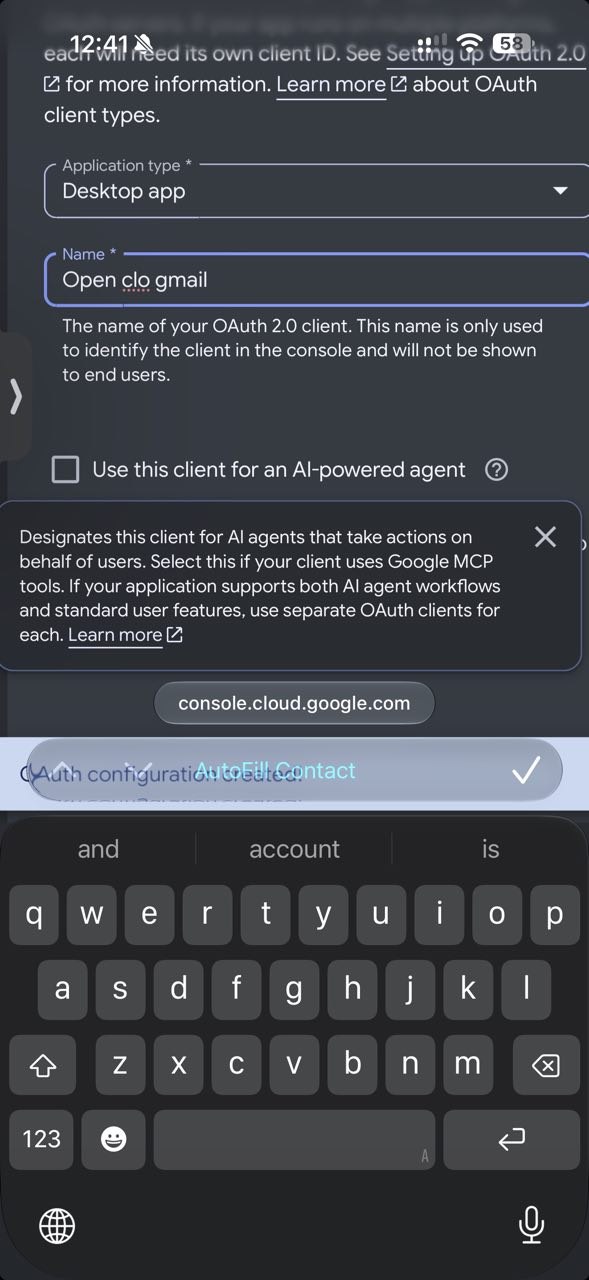 12:41
58
each will need its own client ID. See Setting up OAuth 2.0
for more information. Learn more about OAuth
client types.
Application type *
Desktop app
Name *
Open clo gmail
The name of your OAuth 2.0 client. This name is only used
to identify the client in the console and will not be shown
to end users.
Use this client for an AI-powered agent
Designates this client for AI agents that take actions on
behalf of users. Select this if your client uses Google MCP
tools. If your application supports both AI agent workflows
and standard user features, use separate OAuth clients for
each. Learn more
console.cloud.google.com
OAuth configuration created!
AutoFill Contact
and account is
q w e r t y u i o p
a s d f g h j k l
z x c v b n m
123
A